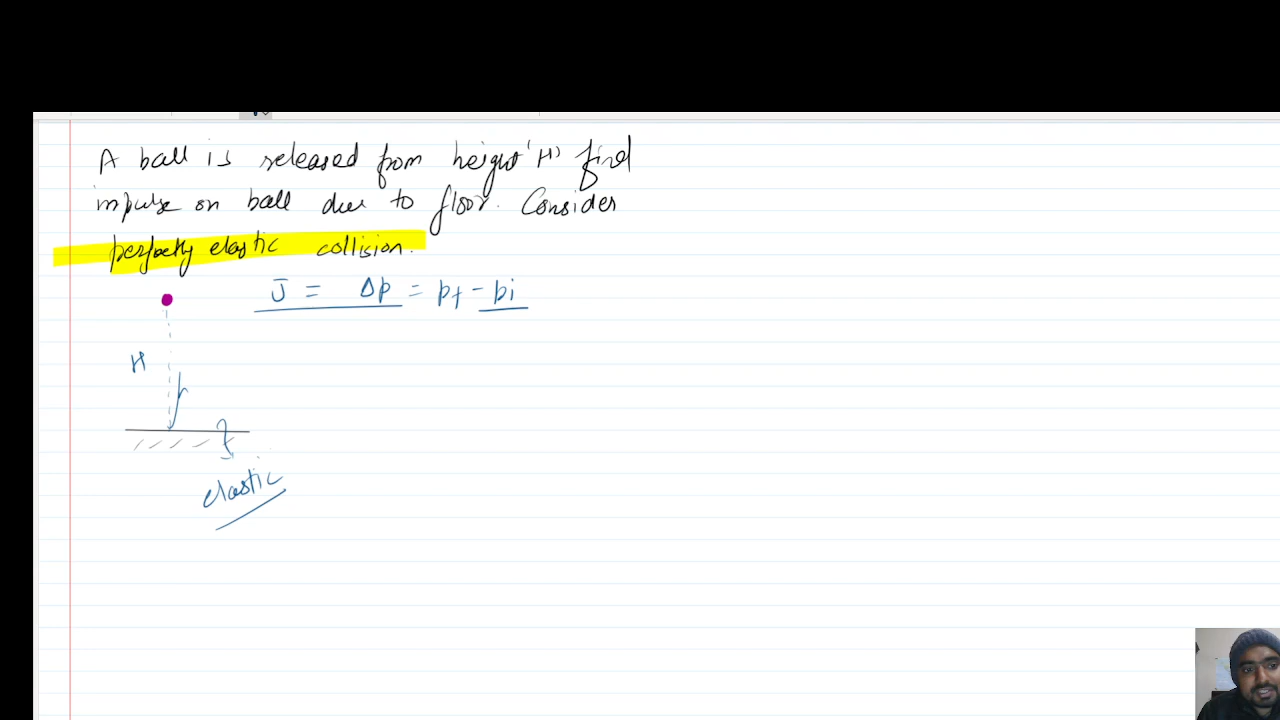 A ball is released from height 'H' find
impulse on ball due to floor. Consider
perfectly elastic collision.
J = Δp = pf - pi
H
elastic